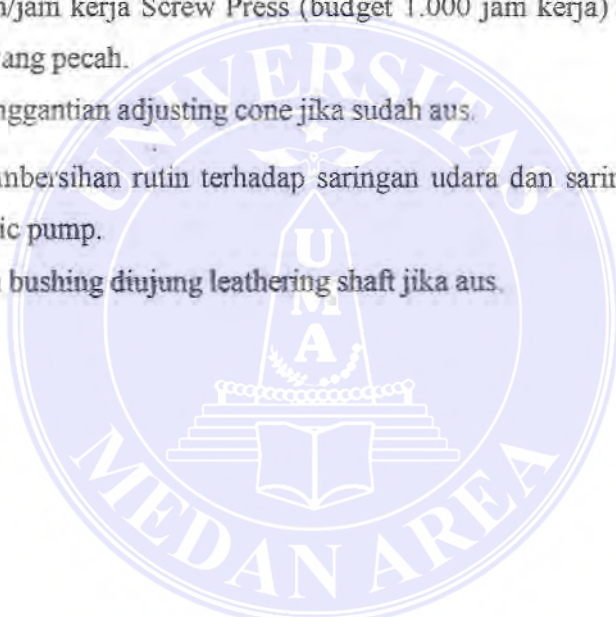 /jam kerja Screw Press (budget 1.000 jam kerja)
ang pecah.
nggantian adjusting cone jika sudah aus.
nbersihan rutin terhadap saringan udara dan sarin
ic pump.
bushing diujung leathering shaft jika aus.
UNIVERSITAS
UMA
MEDAN AREA